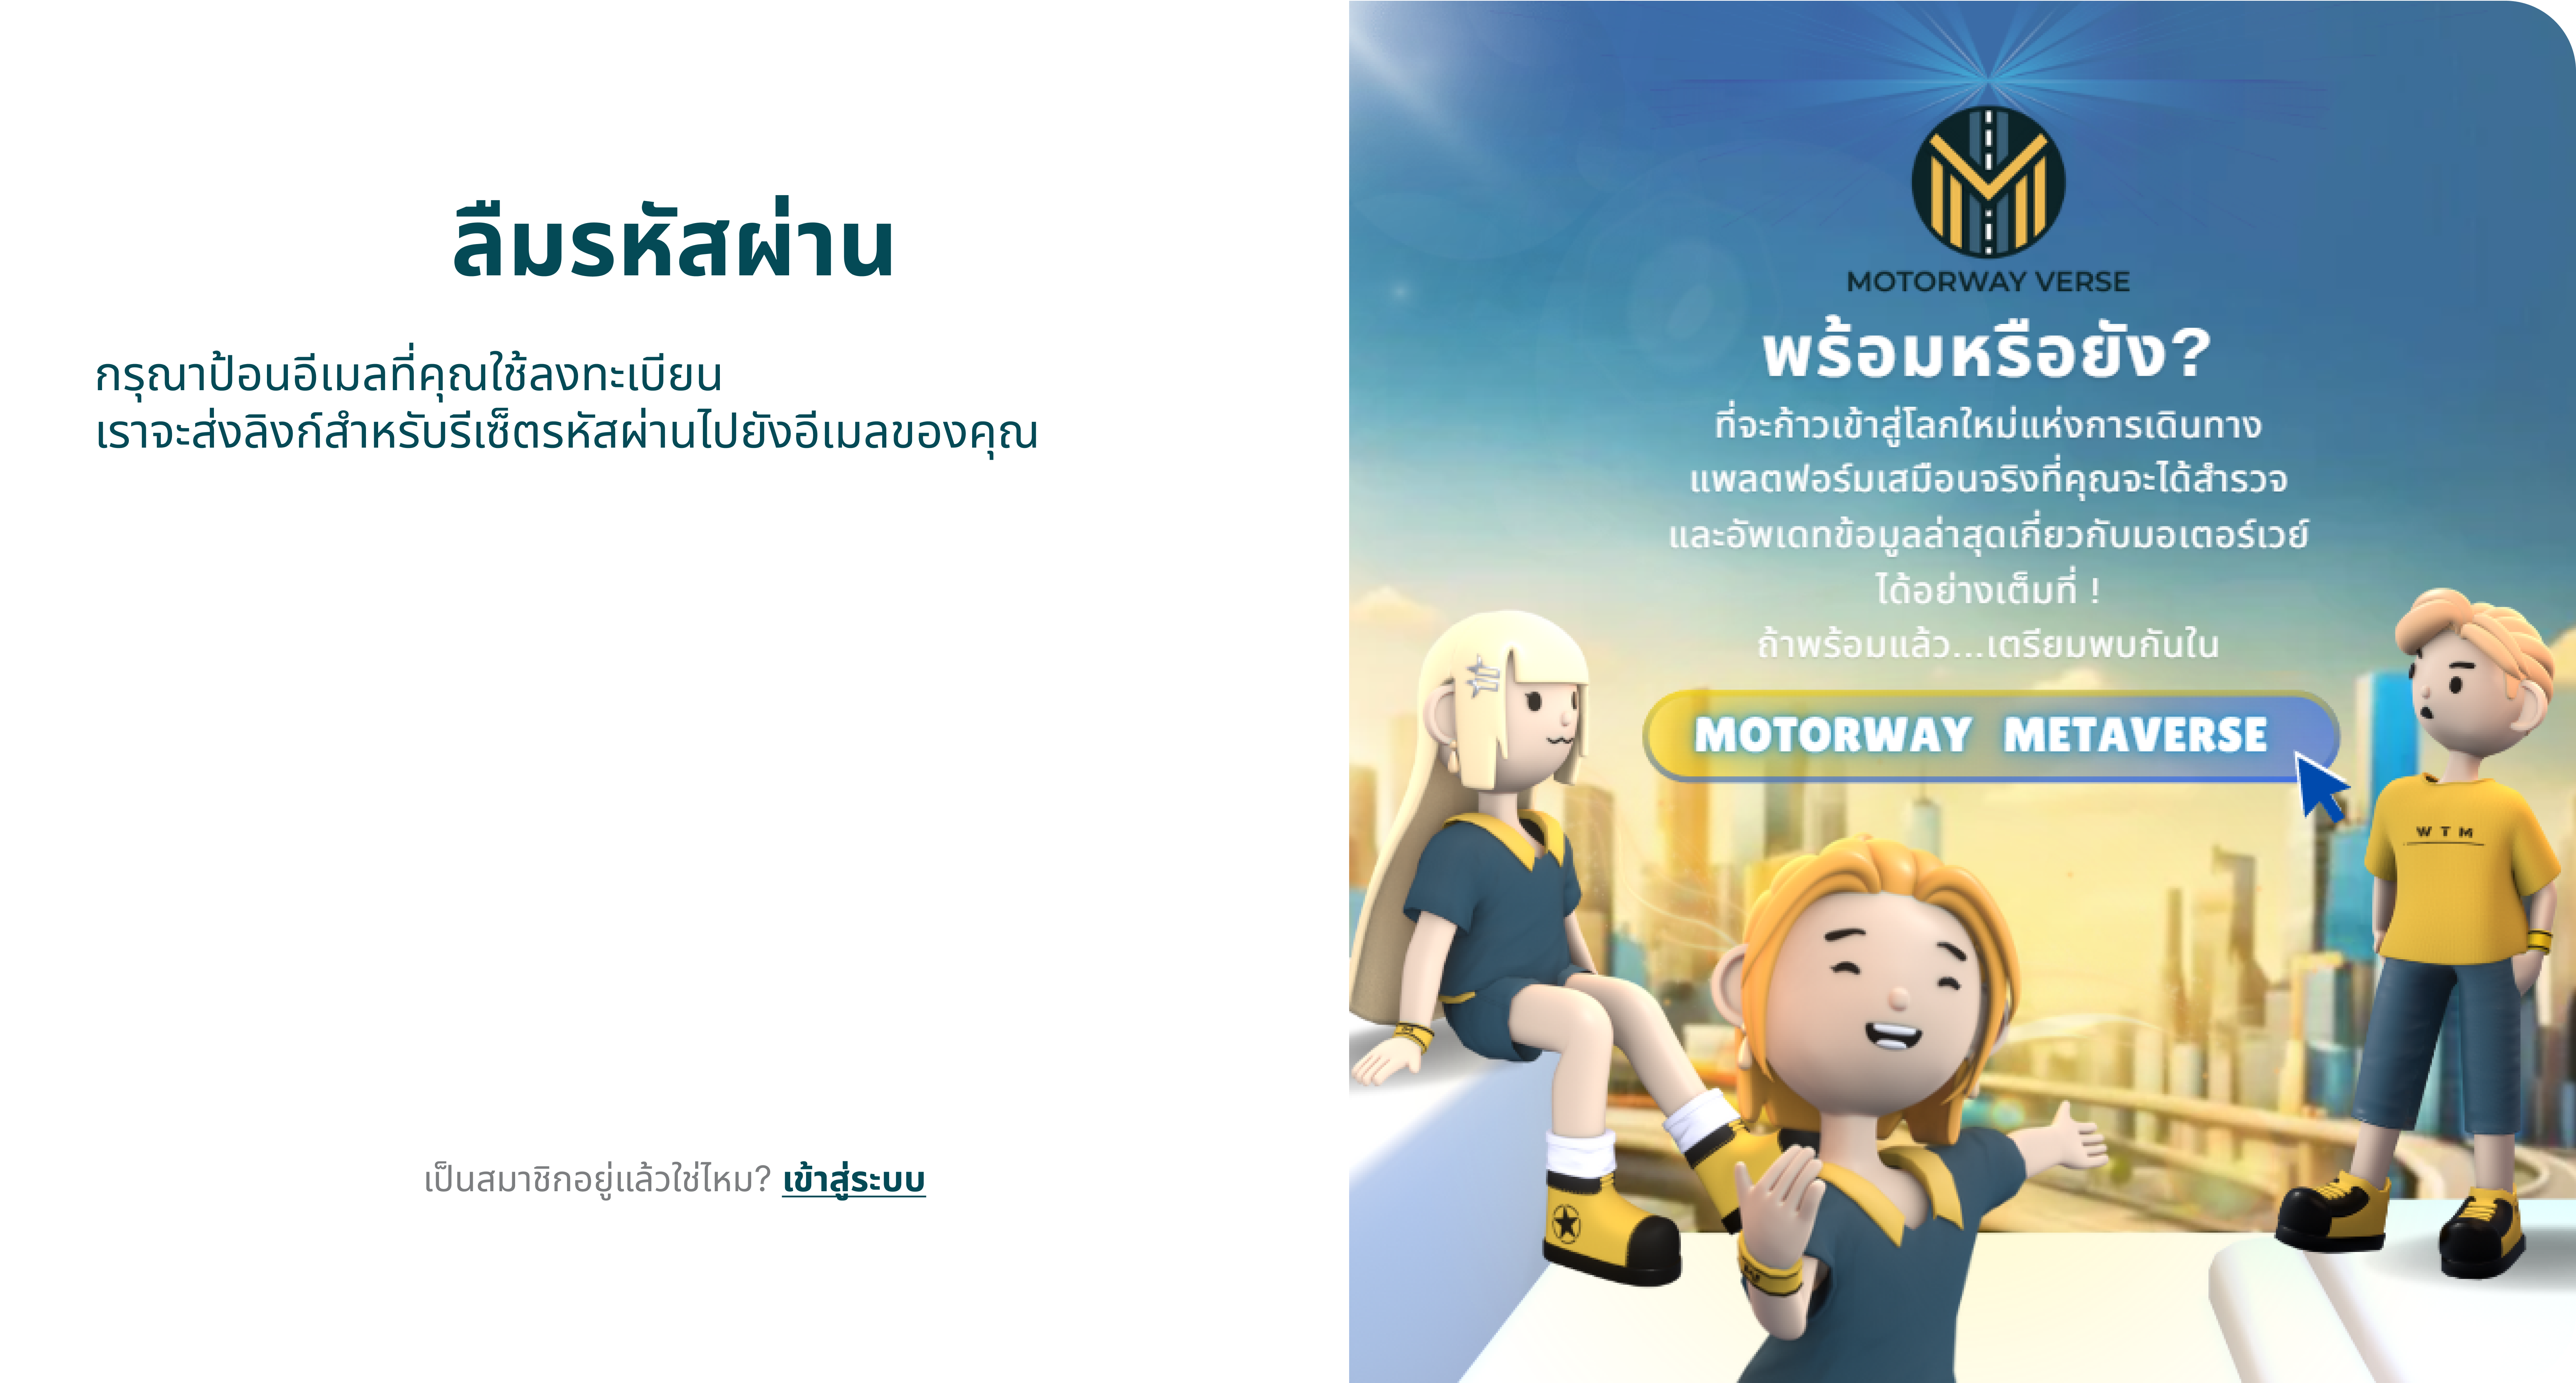 ลืมรหัสผ่าน
กรุณาป้อนอีเมลที่คุณใช้ลงทะเบียน
เราจะส่งลิงก์สำหรับรีเซ็ตรหัสผ่านไปยังอีเมลของคุณ
เป็นสมาชิกอยู่แล้วใช่ไหม? เข้าสู่ระบบ
MOTORWAY VERSE
พร้อมหรือยัง?
ที่จะก้าวเข้าสู่โลกใหม่แห่งการเดินทาง
แพลตฟอร์มเสมือนจริงที่คุณจะได้สำรวจ
และอัพเดทข้อมูลล่าสุดเกี่ยวกับมอเตอร์เวย์
ได้อย่างเต็มที่ !
ถ้าพร้อมแล้ว...เตรียมพบกันใน
MOTORWAY METAVERSE
WTM